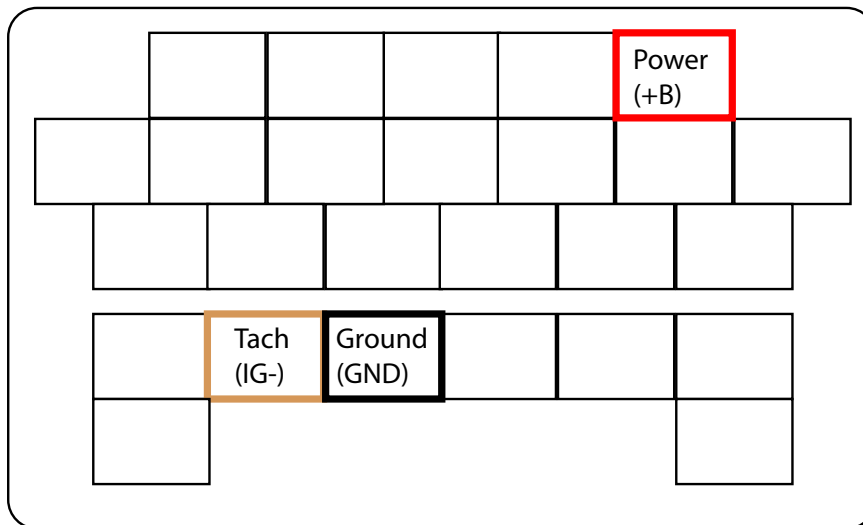 Power
(+B)
Tach
(IG-)
Ground
(GND)